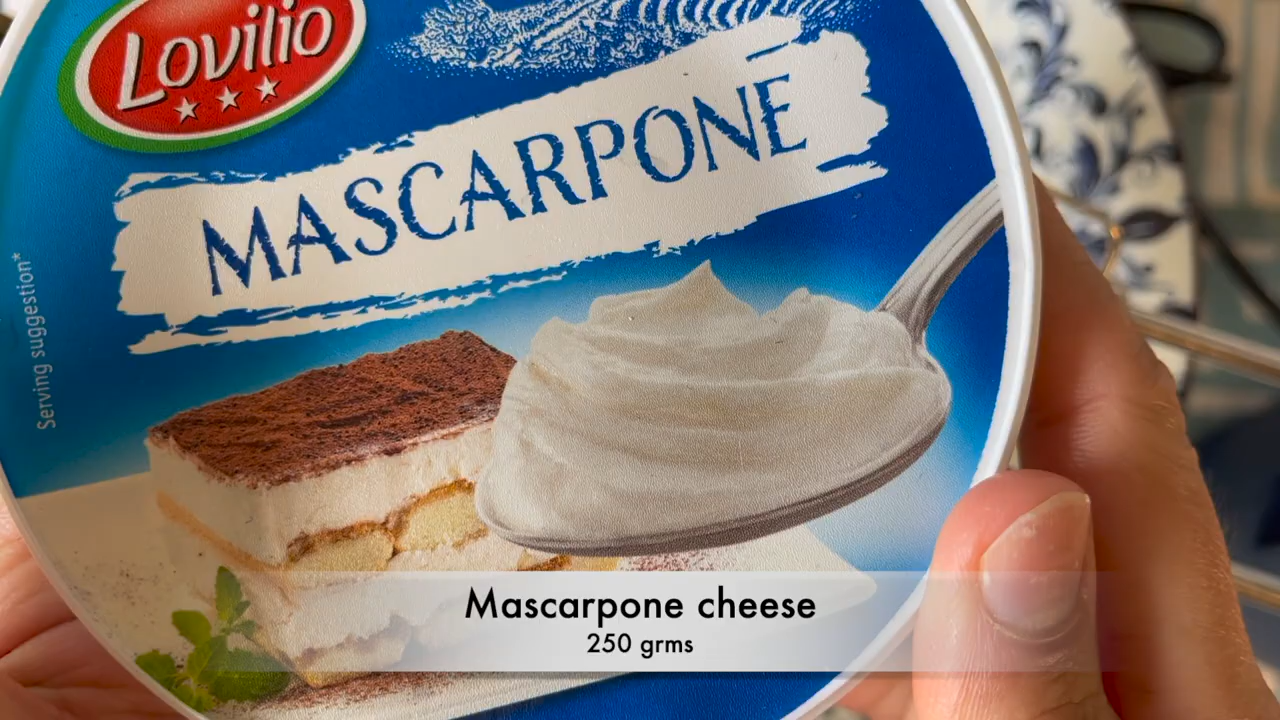 Lovilio
MASCARPONE
Serving suggestion*
Mascarpone cheese
250 grms